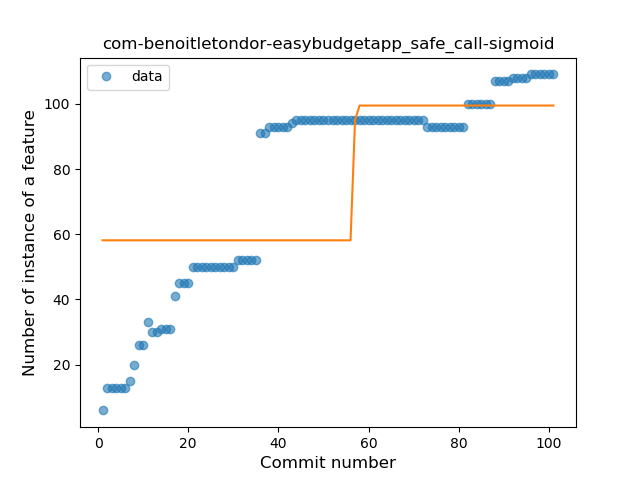 com-benoitletondor-easybudgetapp_safe_call-sigmoid
data
Number of instance of a feature
100
80
60
40
20
0 20 40 60 80 100
Commit number